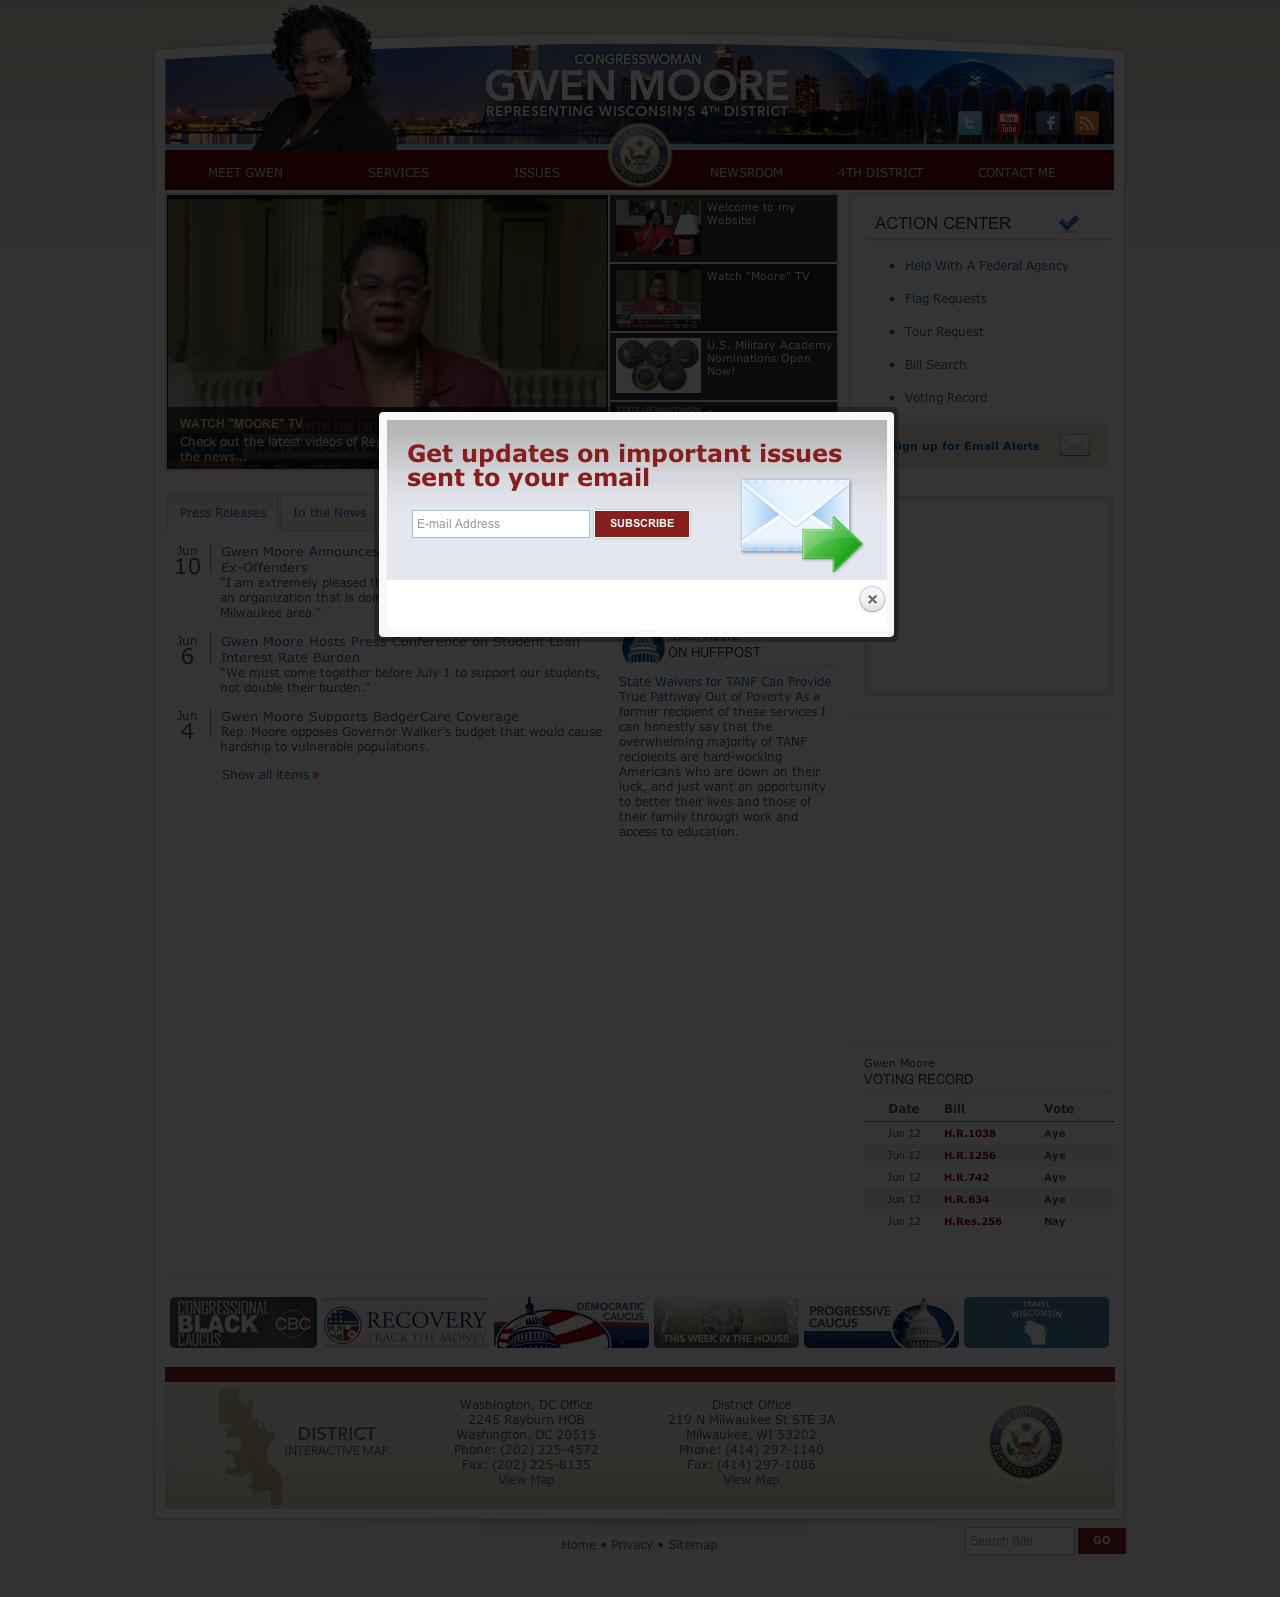 CONGRESSWOMAN
GWEN MOORE
REPRESENTING WISCONSIN'S 4TH DISTRICT
You Tube
MEET GWEN
SERVICES
ISSUES
NEWSROOM
4TH DISTRICT
CONTACT ME
WATCH "MOORE" TV
Check out the latest videos of Re
the news...
Welcome to my
Website!
Watch "Moore" TV
U.S. Military Academy
Nominations Open
Now!
STATE OF WISCONSIN
ACTION CENTER
Help With A Federal Agency
Flag Requests
Tour Request
Bill Search
Voting Record
Sign up for Email Alerts
Get updates on important issues
sent to your email
E-mail Address
SUBSCRIBE
Press Releases
In the News
Jun
10
Gwen Moore Announces
Ex-Offenders
"I am extremely pleased th
an organization that is doin
Milwaukee area."
Jun
6
Gwen Moore Hosts Press Conference on Student Loan
Interest Rate Burden
"We must come together before July 1 to support our students,
not double their burden."
Jun
4
Gwen Moore Supports BadgerCare Coverage
Rep. Moore opposes Governor Walker's budget that would cause
hardship to vulnerable populations.
Show all items »
Gwen Moore
ON HUFFPOST
State Waivers for TANF Can Provide
True Pathway Out of Poverty As a
former recipient of these services I
can honestly say that the
overwhelming majority of TANF
recipients are hard-working
Americans who are down on their
luck, and just want an opportunity
to better their lives and those of
their family through work and
access to education.
Gwen Moore
VOTING RECORD
Date Bill Vote
Jun 12 H.R.1038 Aye
Jun 12 H.R.1256 Aye
Jun 12 H.R.742 Aye
Jun 12 H.R.634 Aye
Jun 12 H.Res.256 Nay
CONGRESSIONAL
BLACK
CAUCUS
CBC
RECOVERY
TRACK THE MONEY
DEMOCRATIC
CAUCUS
THIS WEEK IN THE HOUSE
PROGRESSIVE
CAUCUS
TRAVEL
WISCONSIN
DISTRICT
INTERACTIVE MAP
Washington, DC Office
2245 Rayburn HOB
Washington, DC 20515
Phone: (202) 225-4572
Fax: (202) 225-8135
View Map
District Office
219 N Milwaukee St STE 3A
Milwaukee, WI 53202
Phone: (414) 297-1140
Fax: (414) 297-1086
View Map
U.S. HOUSE OF
REPRESENTATIVES
Home • Privacy • Sitemap
Search Site
GO